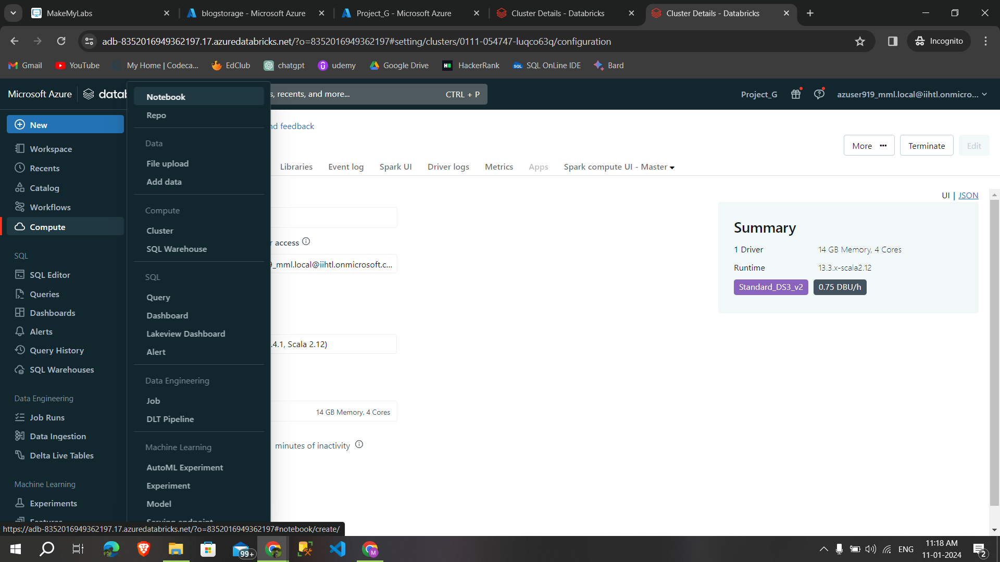 MakeMyLabs
blogstorage - Microsoft Azure
Project_G - Microsoft Azure
Cluster Details - Databricks
Cluster Details - Databricks
adb-8352016949362197.17.azuredatabricks.net/?o=8352016949362197#setting/clusters/0111-054747-luqco63q/configuration
Incognito
Gmail
YouTube
My Home | Codeca...
EdClub
chatgpt
udemy
Google Drive
HackerRank
SQL OnLine IDE
Bard
Microsoft Azure
datab
s, recents, and more...
CTRL + P
Project_G
azuser919_mml.local@iihtl.onmicro...
New
Workspace
Recents
Catalog
Workflows
Compute
SQL
SQL Editor
Queries
Dashboards
Alerts
Query History
SQL Warehouses
Data Engineering
Job Runs
Data Ingestion
Delta Live Tables
Machine Learning
Experiments
Features
Notebook
Repo
Data
File upload
Add data
Compute
Cluster
SQL Warehouse
SQL
Query
Dashboard
Lakeview Dashboard
Alert
Data Engineering
Job
DLT Pipeline
Machine Learning
AutoML Experiment
Experiment
Model
Serving endpoint
nd feedback
More ...
Terminate
Edit
Libraries
Event log
Spark UI
Driver logs
Metrics
Apps
Spark compute UI - Master
UI | JSON
r access
9_mml.local@iihtl.onmicrosoft.c...
.4.1, Scala 2.12)
14 GB Memory, 4 Cores
minutes of inactivity
Summary
1 Driver 14 GB Memory, 4 Cores
Runtime 13.3.x-scala2.12
Standard_DS3_v2 0.75 DBU/h
https://adb-8352016949362197.17.azuredatabricks.net/?o=8352016949362197#notebook/create/
99+
M
ENG
11:18 AM
11-01-2024
2